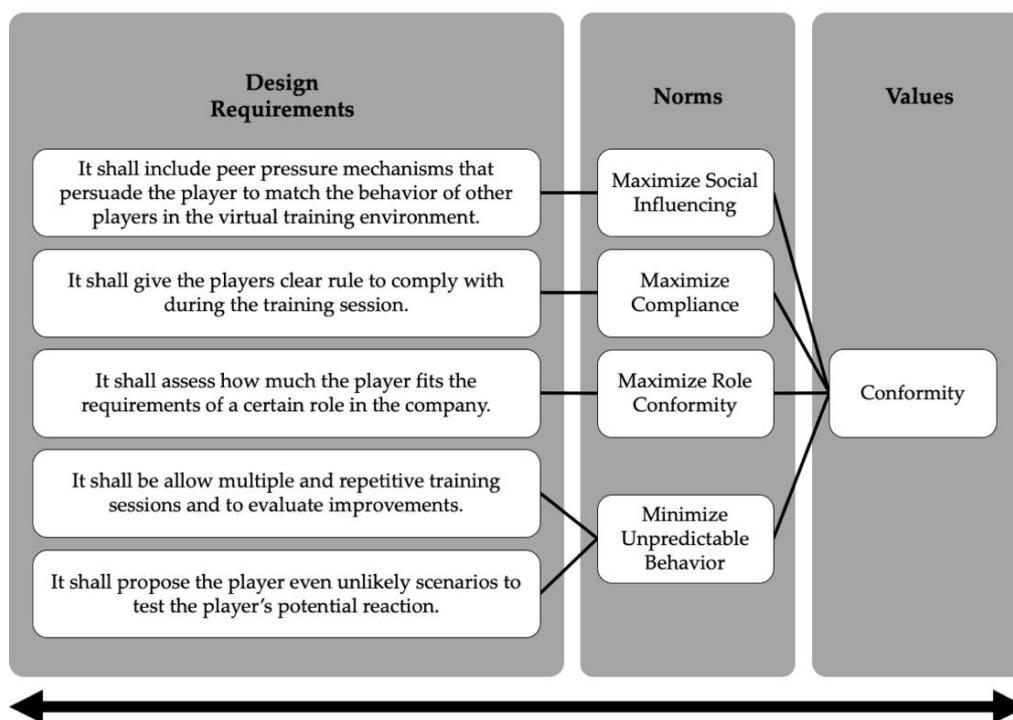 Design
Requirements
Norms
Values
It shall include peer pressure mechanisms that
persuade the player to match the behavior of other
players in the virtual training environment.
Maximize Social
Influencing
It shall give the players clear rule to comply with
during the training session.
Maximize
Compliance
It shall assess how much the player fits the
requirements of a certain role in the company.
Maximize Role
Conformity
Conformity
It shall be allow multiple and repetitive training
sessions and to evaluate improvements.
It shall propose the player even unlikely scenarios to
test the player's potential reaction.
Minimize
Unpredictable
Behavior